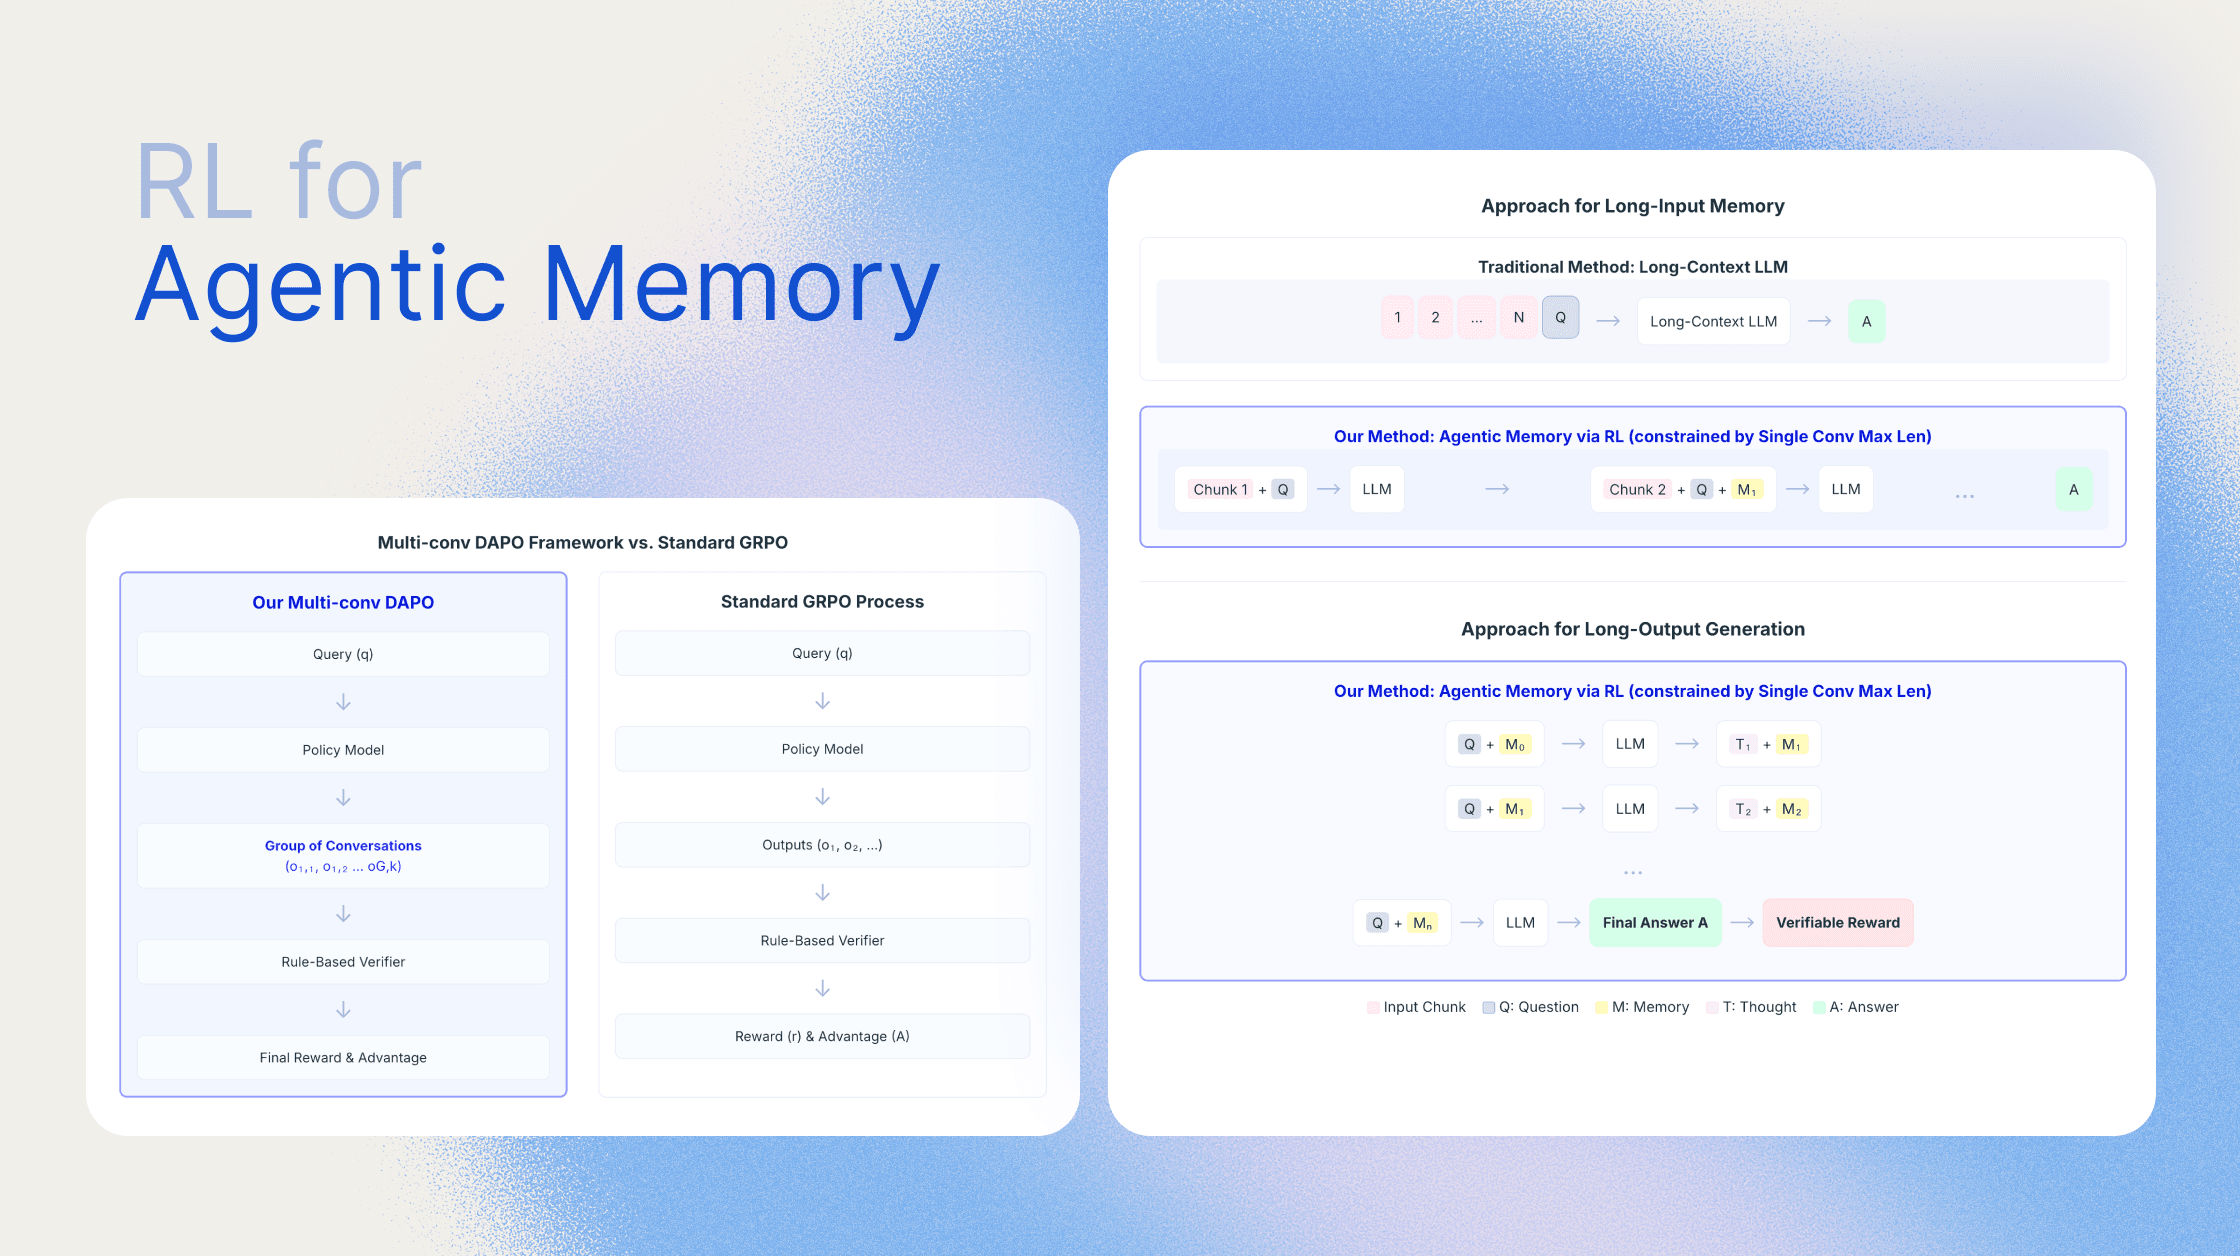 RL for
Agentic Memory
Multi-conv DAPO Framework vs. Standard GRPO
Our Multi-conv DAPO
Query (q)
Policy Model
Group of Conversations
(o₁,₁, o₁,₂ ... oG,k)
Rule-Based Verifier
Final Reward & Advantage
Standard GRPO Process
Query (q)
Policy Model
Outputs (o₁, o₂, ...)
Rule-Based Verifier
Reward (r) & Advantage (A)
Approach for Long-Input Memory
Traditional Method: Long-Context LLM
1 2 ... N Q → Long-Context LLM → A
Our Method: Agentic Memory via RL (constrained by Single Conv Max Len)
Chunk 1 + Q → LLM → Chunk 2 + Q + M₁ → LLM ... A
Approach for Long-Output Generation
Our Method: Agentic Memory via RL (constrained by Single Conv Max Len)
Q + M₀ → LLM → T₁ + M₁
Q + M₁ → LLM → T₂ + M₂
...
Q + Mₙ → LLM → Final Answer A → Verifiable Reward
Input Chunk Q: Question M: Memory T: Thought A: Answer